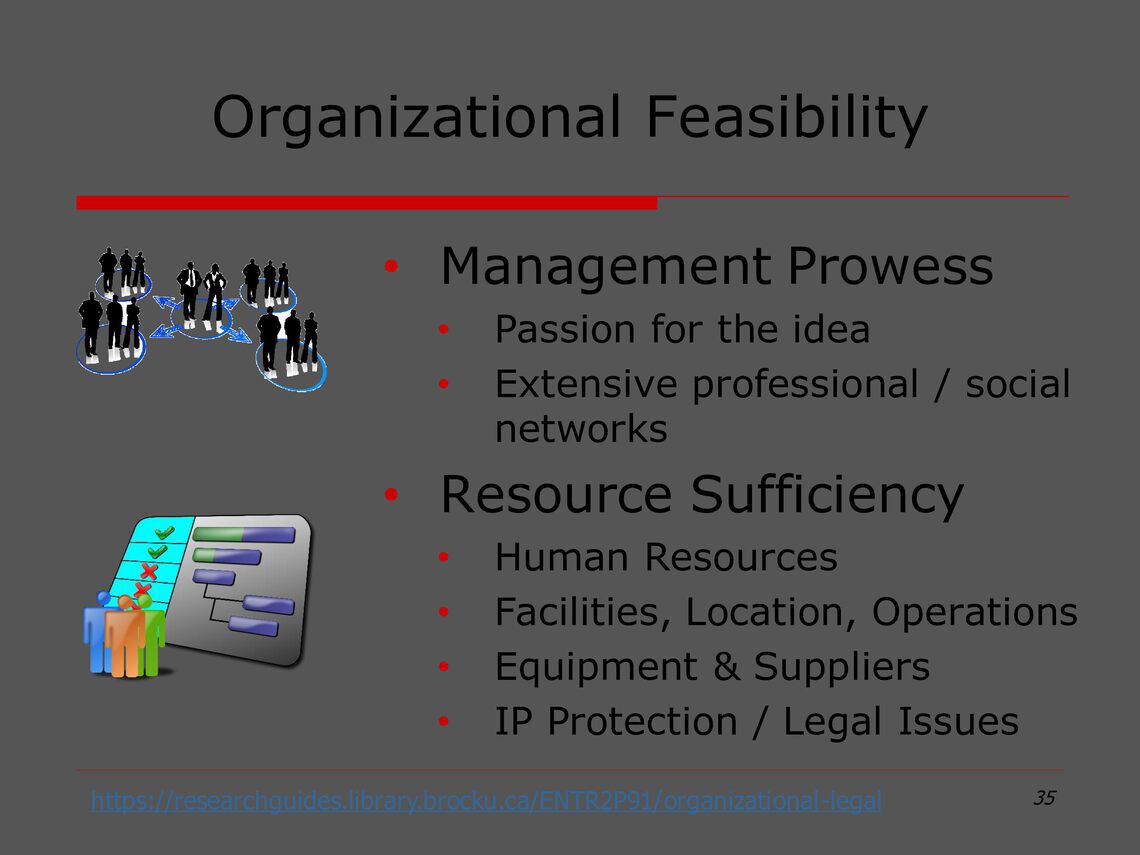 Organizational Feasibility
• Management Prowess
• Passion for the idea
• Extensive professional / social
networks
• Resource Sufficiency
• Human Resources
• Facilities, Location, Operations
• Equipment & Suppliers
• IP Protection / Legal Issues
https://researchguides.library.brocku.ca/ENTR2P91/organizational-legal
35